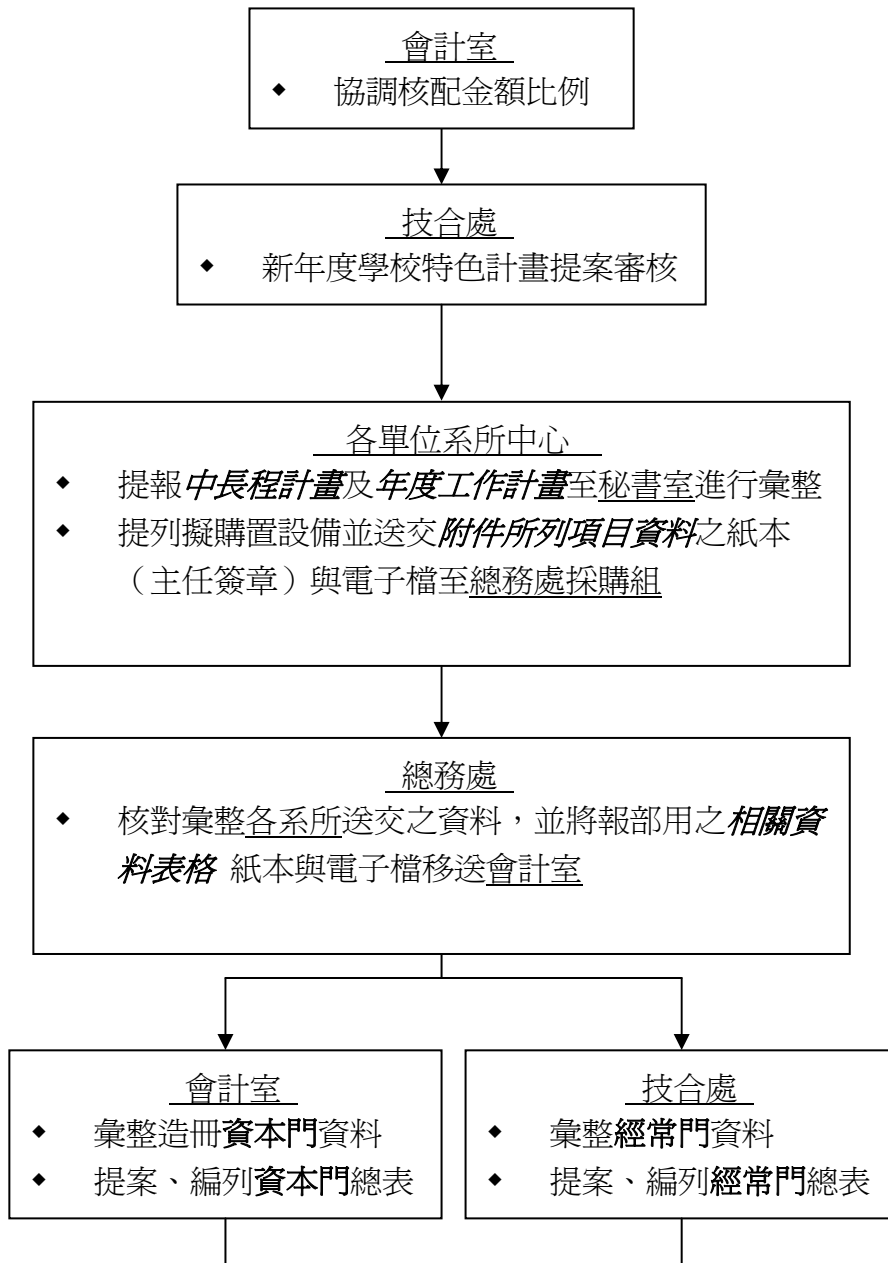 會計室
◆ 協調核配金額比例
技合處
◆ 新年度學校特色計畫提案審核
各單位系所中心
◆ 提報中長程計畫及年度工作計畫至秘書室進行彙整
◆ 提列擬購置設備並送交附件所列項目資料之紙本
（主任簽章）與電子檔至總務處採購組
總務處
◆ 核對彙整各系所送交之資料，並將報部用之相關資
料表格 紙本與電子檔移送會計室
會計室
◆ 彙整造冊資本門資料
◆ 提案、編列資本門總表
技合處
◆ 彙整經常門資料
◆ 提案、編列經常門總表